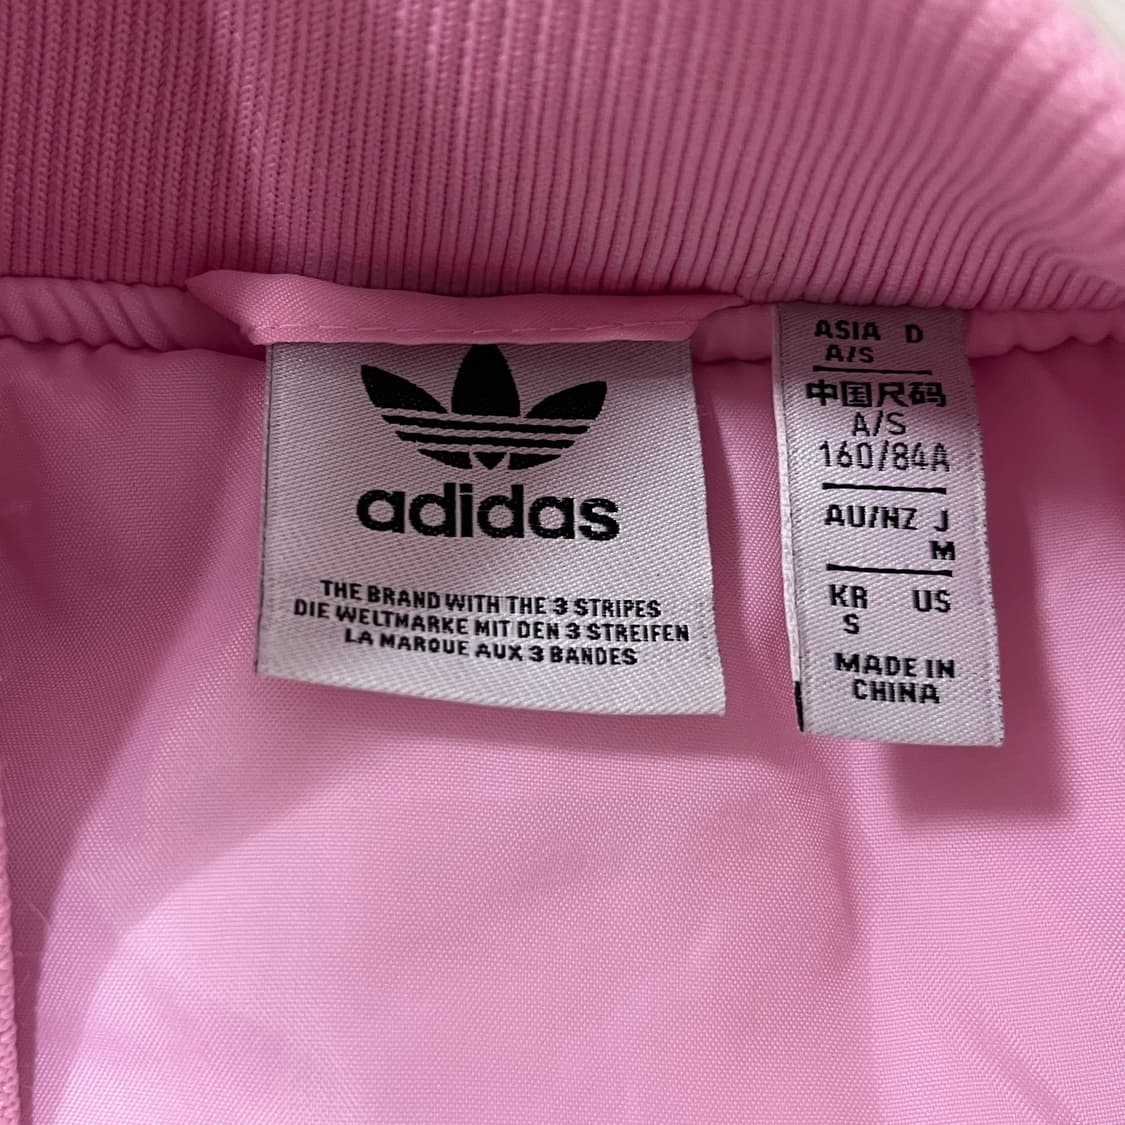 adidas
THE BRAND WITH THE 3 STRIPES
DIE WELTMARKE MIT DEN 3 STREIFEN
LA MARQUE AUX 3 BANDES
ASIA D
A/S
中国尺码
A/S
160/84A
AU/NZ J
M
KR US
S
MADE IN
CHINA